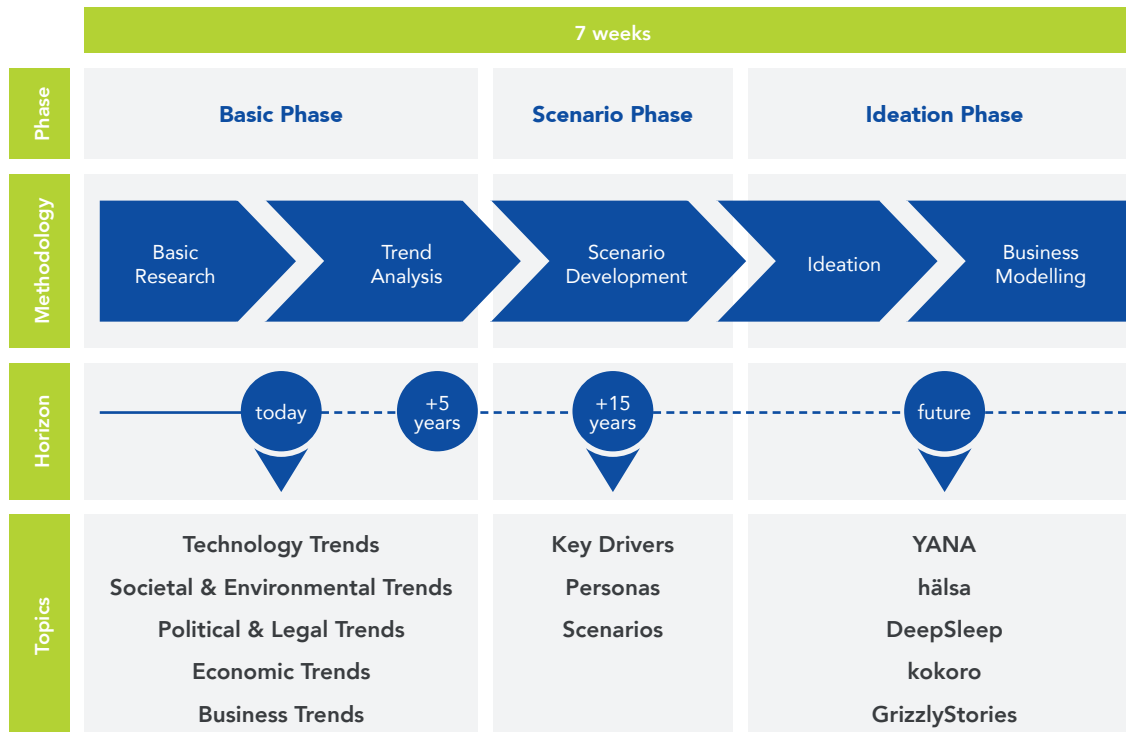 7 weeks
Phase
Basic Phase
Scenario Phase
Ideation Phase
Methodology
Basic
Research
Trend
Analysis
Scenario
Development
Ideation
Business
Modelling
Horizon
today
+5
years
+15
years
future
Topics
Technology Trends
Societal & Environmental Trends
Political & Legal Trends
Economic Trends
Business Trends
Key Drivers
Personas
Scenarios
YANA
hälsa
DeepSleep
kokoro
GrizzlyStories